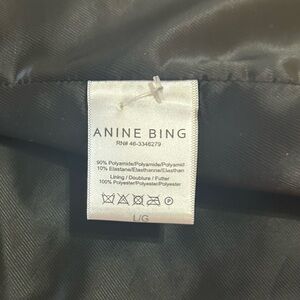 ANINE BING
RN# 46-3346279
90% Polyamide/Polyamide/Polyamid
10% Elastane/Elasthanne/Elasthan
Lining / Doublure / Futter
100% Polyester/Polyester/Polyester
L/G